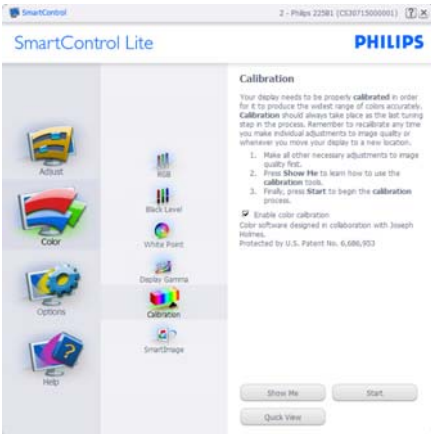 SmartControl
2 - Philips 225B1 (CS30715000001)
SmartControl Lite
PHILIPS
Adjust
Color
Options
Help
RGB
Black Level
White Point
Display Gamma
Calibration
SmartImage
Calibration
Your display needs to be properly calibrated in order
for it to produce the widest range of colors accurately.
Calibration should always take place as the last tuning
step in the process. Remember to recalibrate any time
you make individual adjustments to image quality or
whenever you move your display to a new location.
1. Make all other necessary adjustments to image
quality first.
2. Press Show Me to learn how to use the
calibration tools.
3. Finally, press Start to begin the calibration
process.
Enable color calibration
Color software designed in collaboration with Joseph
Holmes.
Protected by U.S. Patent No. 6,686,953
Show Me
Start
Quick View